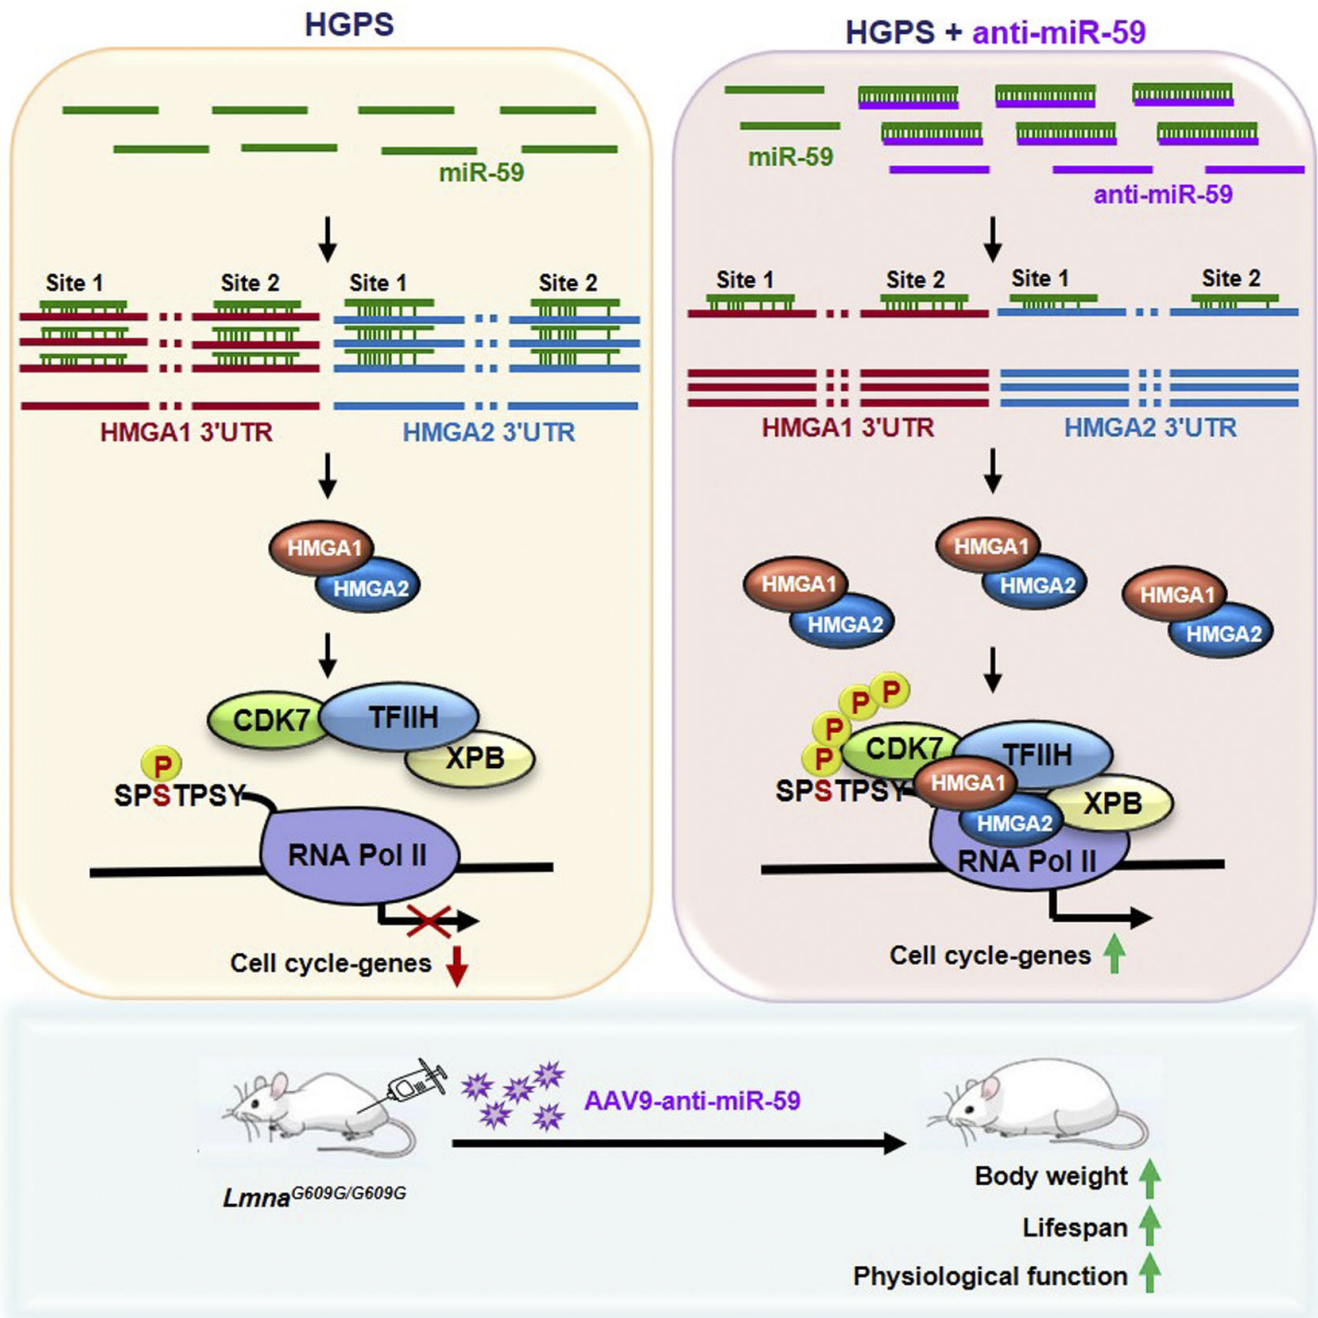 HGPS
HGPS + anti-miR-59
miR-59
Site 1 Site 2 Site 1 Site 2
HMGA1 3'UTR HMGA2 3'UTR
HMGA1
HMGA2
CDK7 TFIIH
XPB
P
SPSTPSY
RNA Pol II
Cell cycle-genes
miR-59
anti-miR-59
Site 1 Site 2 Site 1 Site 2
HMGA1 3'UTR HMGA2 3'UTR
HMGA1
HMGA2
HMGA1
HMGA2
HMGA1
HMGA2
P
P
P
P
CDK7 TFIIH
SPSTPSY HMGA1
XPB
HMGA2
RNA Pol II
Cell cycle-genes
AAV9-anti-miR-59
LmnaG609G/G609G
Body weight
Lifespan
Physiological function